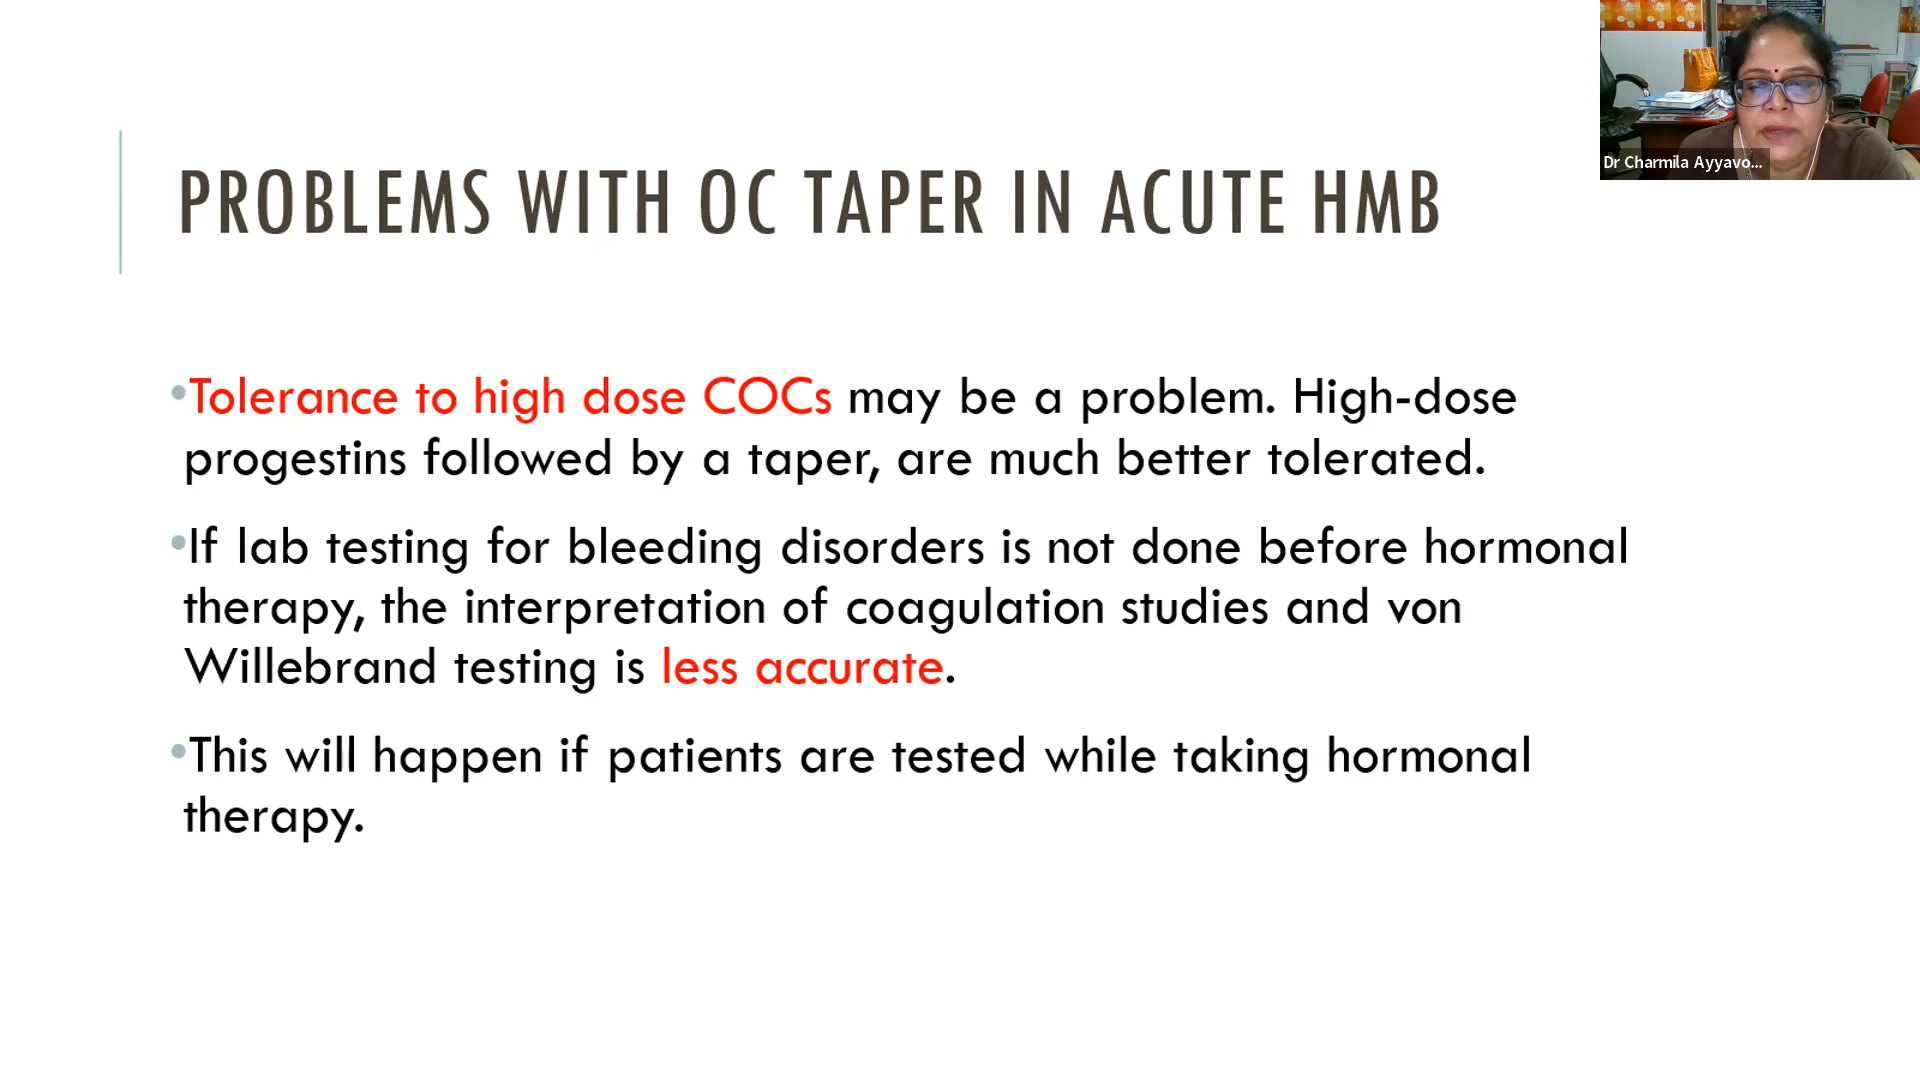 PROBLEMS WITH OC TAPER IN ACUTE HMB
Dr Charmila Ayyavo...
•Tolerance to high dose COCs may be a problem. High-dose
progestins followed by a taper, are much better tolerated.
•If lab testing for bleeding disorders is not done before hormonal
therapy, the interpretation of coagulation studies and von
Willebrand testing is less accurate.
•This will happen if patients are tested while taking hormonal
therapy.